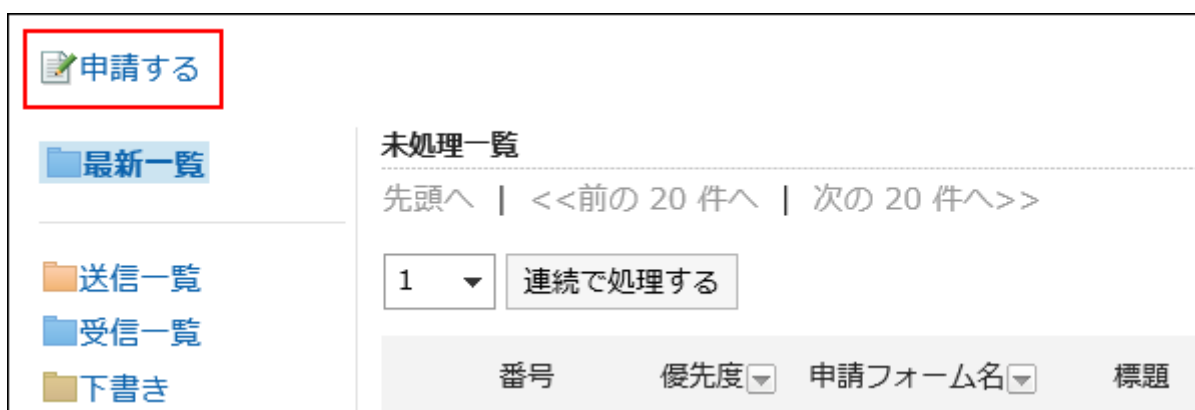 申請する
最新一覧
送信一覧
受信一覧
下書き
未処理一覧
先頭へ | <<前の 20 件へ | 次の 20 件へ>>
1 連続で処理する
番号 優先度 申請フォーム名 標題